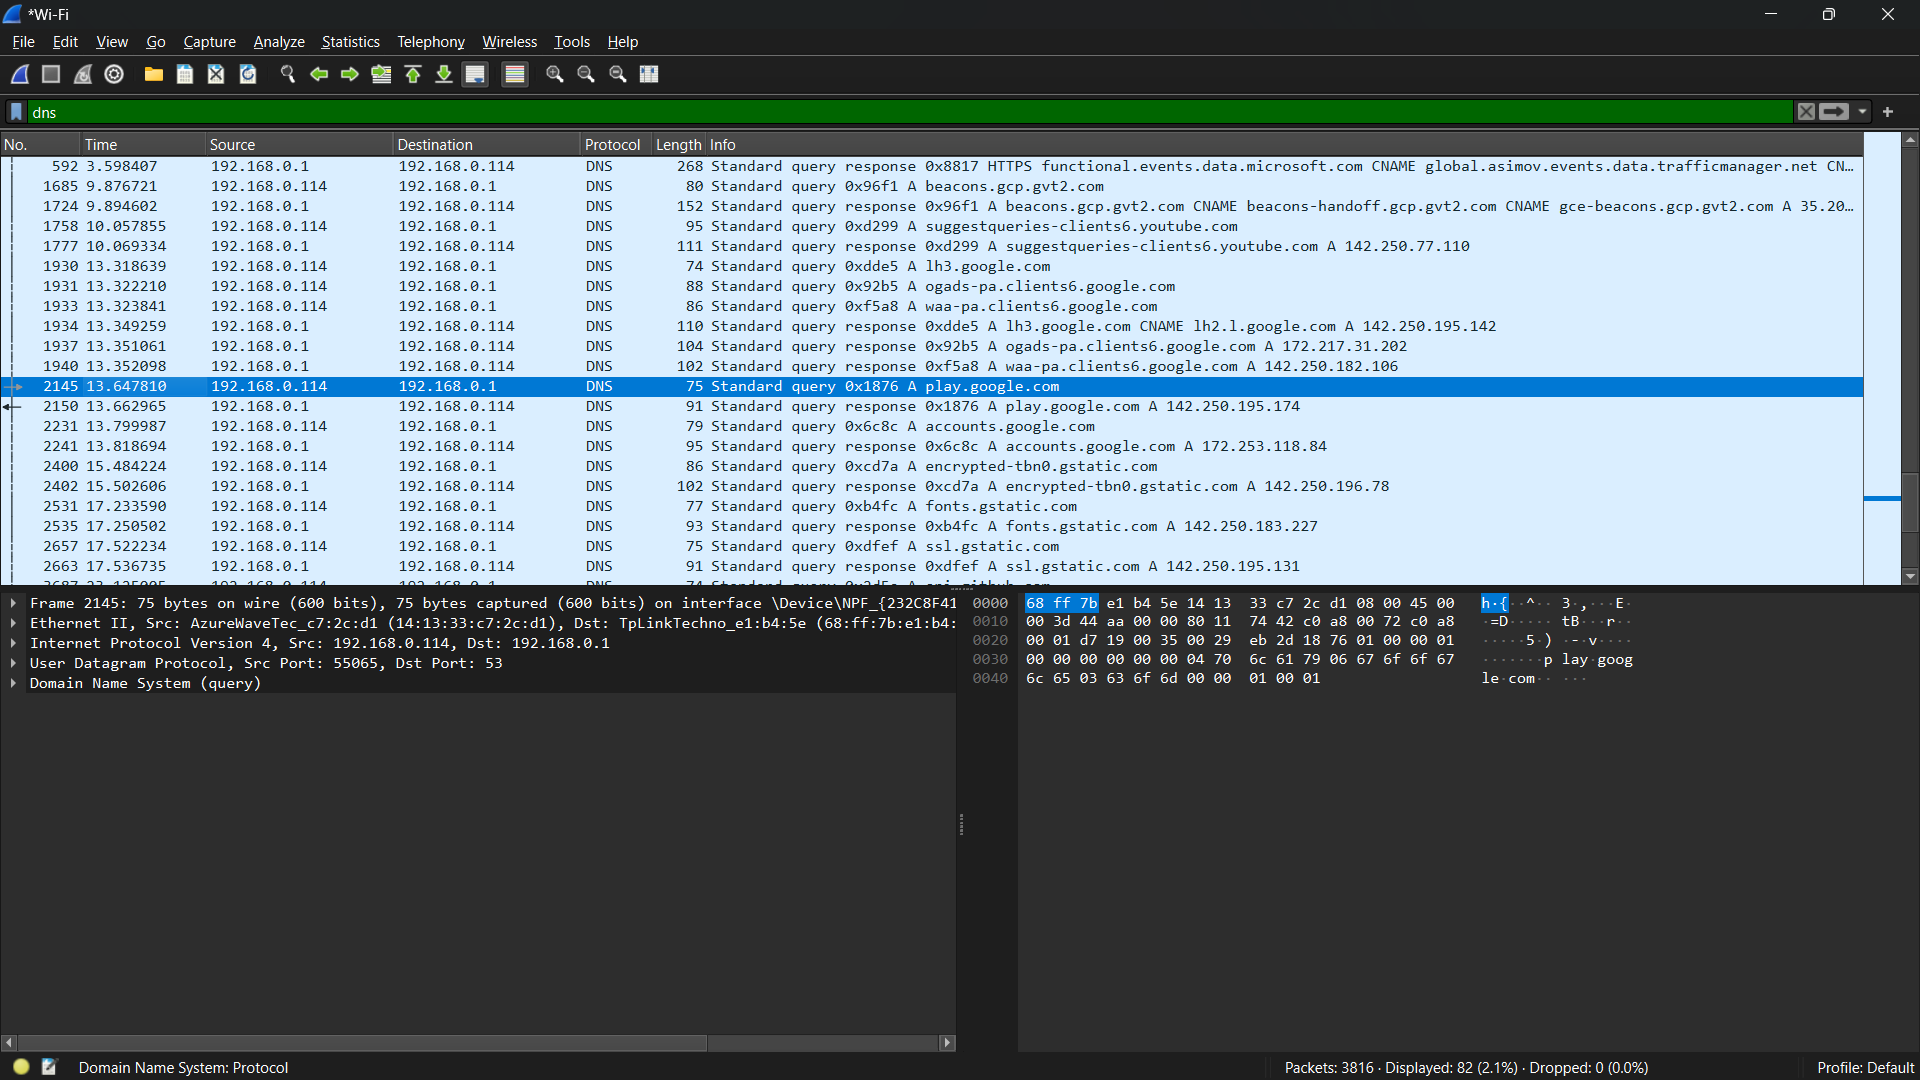 *Wi-Fi
File Edit View Go Capture Analyze Statistics Telephony Wireless Tools Help
dns
No. Time Source Destination Protocol Length Info
592 3.598407 192.168.0.1 192.168.0.114 DNS 268 Standard query response 0x8817 HTTPS functional.events.data.microsoft.com CNAME global.asimov.events.data.trafficmanager.net CN…
1685 9.876721 192.168.0.114 192.168.0.1 DNS 80 Standard query 0x96f1 A beacons.gcp.gvt2.com
1724 9.894602 192.168.0.1 192.168.0.114 DNS 152 Standard query response 0x96f1 A beacons.gcp.gvt2.com CNAME beacons-handoff.gcp.gvt2.com CNAME gce-beacons.gcp.gvt2.com A 35.20…
1758 10.057855 192.168.0.114 192.168.0.1 DNS 95 Standard query 0xd299 A suggestqueries-clients6.youtube.com
1777 10.069334 192.168.0.1 192.168.0.114 DNS 111 Standard query response 0xd299 A suggestqueries-clients6.youtube.com A 142.250.77.110
1930 13.318639 192.168.0.114 192.168.0.1 DNS 74 Standard query 0xdde5 A lh3.google.com
1931 13.322210 192.168.0.114 192.168.0.1 DNS 88 Standard query 0x92b5 A ogads-pa.clients6.google.com
1933 13.323841 192.168.0.114 192.168.0.1 DNS 86 Standard query 0xf5a8 A waa-pa.clients6.google.com
1934 13.349259 192.168.0.1 192.168.0.114 DNS 110 Standard query response 0xdde5 A lh3.google.com CNAME lh2.l.google.com A 142.250.195.142
1937 13.351061 192.168.0.1 192.168.0.114 DNS 104 Standard query response 0x92b5 A ogads-pa.clients6.google.com A 172.217.31.202
1940 13.352098 192.168.0.1 192.168.0.114 DNS 102 Standard query response 0xf5a8 A waa-pa.clients6.google.com A 142.250.182.106
2145 13.647810 192.168.0.114 192.168.0.1 DNS 75 Standard query 0x1876 A play.google.com
2150 13.662965 192.168.0.1 192.168.0.114 DNS 91 Standard query response 0x1876 A play.google.com A 142.250.195.174
2231 13.799987 192.168.0.114 192.168.0.1 DNS 79 Standard query 0x6c8c A accounts.google.com
2241 13.818694 192.168.0.1 192.168.0.114 DNS 95 Standard query response 0x6c8c A accounts.google.com A 172.253.118.84
2400 15.484224 192.168.0.114 192.168.0.1 DNS 86 Standard query 0xcd7a A encrypted-tbn0.gstatic.com
2402 15.502606 192.168.0.1 192.168.0.114 DNS 102 Standard query response 0xcd7a A encrypted-tbn0.gstatic.com A 142.250.196.78
2531 17.233590 192.168.0.114 192.168.0.1 DNS 77 Standard query 0xb4fc A fonts.gstatic.com
2535 17.250502 192.168.0.1 192.168.0.114 DNS 93 Standard query response 0xb4fc A fonts.gstatic.com A 142.250.183.227
2657 17.522234 192.168.0.114 192.168.0.1 DNS 75 Standard query 0xdfef A ssl.gstatic.com
2663 17.536735 192.168.0.1 192.168.0.114 DNS 91 Standard query response 0xdfef A ssl.gstatic.com A 142.250.195.131
Frame 2145: 75 bytes on wire (600 bits), 75 bytes captured (600 bits) on interface \Device\NPF_{232C8F41
Ethernet II, Src: AzureWaveTec_c7:2c:d1 (14:13:33:c7:2c:d1), Dst: TpLinkTechno_e1:b4:5e (68:ff:7b:e1:b4:
Internet Protocol Version 4, Src: 192.168.0.114, Dst: 192.168.0.1
User Datagram Protocol, Src Port: 55065, Dst Port: 53
Domain Name System (query)
0000 68 ff 7b e1 b4 5e 14 13 33 c7 2c d1 08 00 45 00 h·{··^·· 3·,···E·
0010 00 3d 44 aa 00 00 80 11 74 42 c0 a8 00 72 c0 a8 ·=D····· tB···r··
0020 00 01 d7 19 00 35 00 29 eb 2d 18 76 01 00 00 01 ·····5·) ·-·v····
0030 00 00 00 00 00 00 04 70 6c 61 79 06 67 6f 6f 67 ·······p lay·goog
0040 6c 65 03 63 6f 6d 00 00 01 00 01 le·com·· ···
Domain Name System: Protocol
Packets: 3816 · Displayed: 82 (2.1%) · Dropped: 0 (0.0%)
Profile: Default